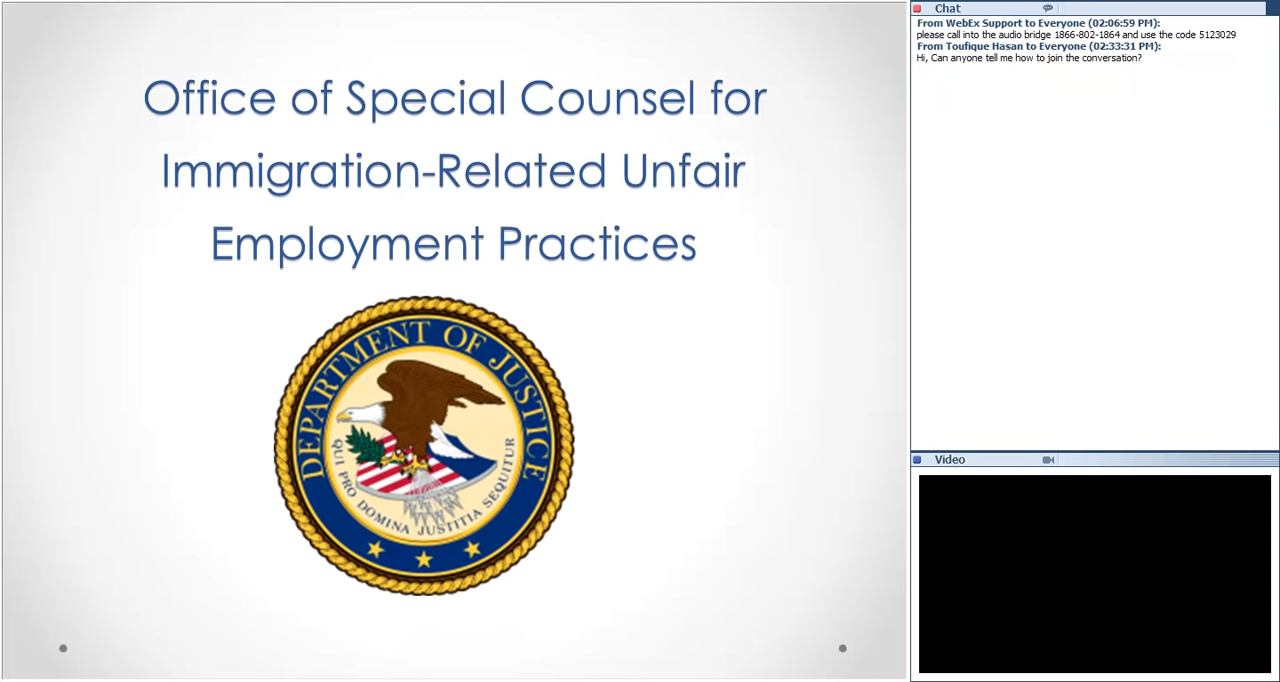 Office of Special Counsel for
Immigration-Related Unfair
Employment Practices
DEPARTMENT OF JUSTICE
QUI PRO DOMINA JUSTITIA SEQUITUR
Chat
From WebEx Support to Everyone (02:06:59 PM):
please call into the audio bridge 1866-802-1864 and use the code 5123029
From Toufique Hasan to Everyone (02:33:31 PM):
Hi, Can anyone tell me how to join the conversation?
Video